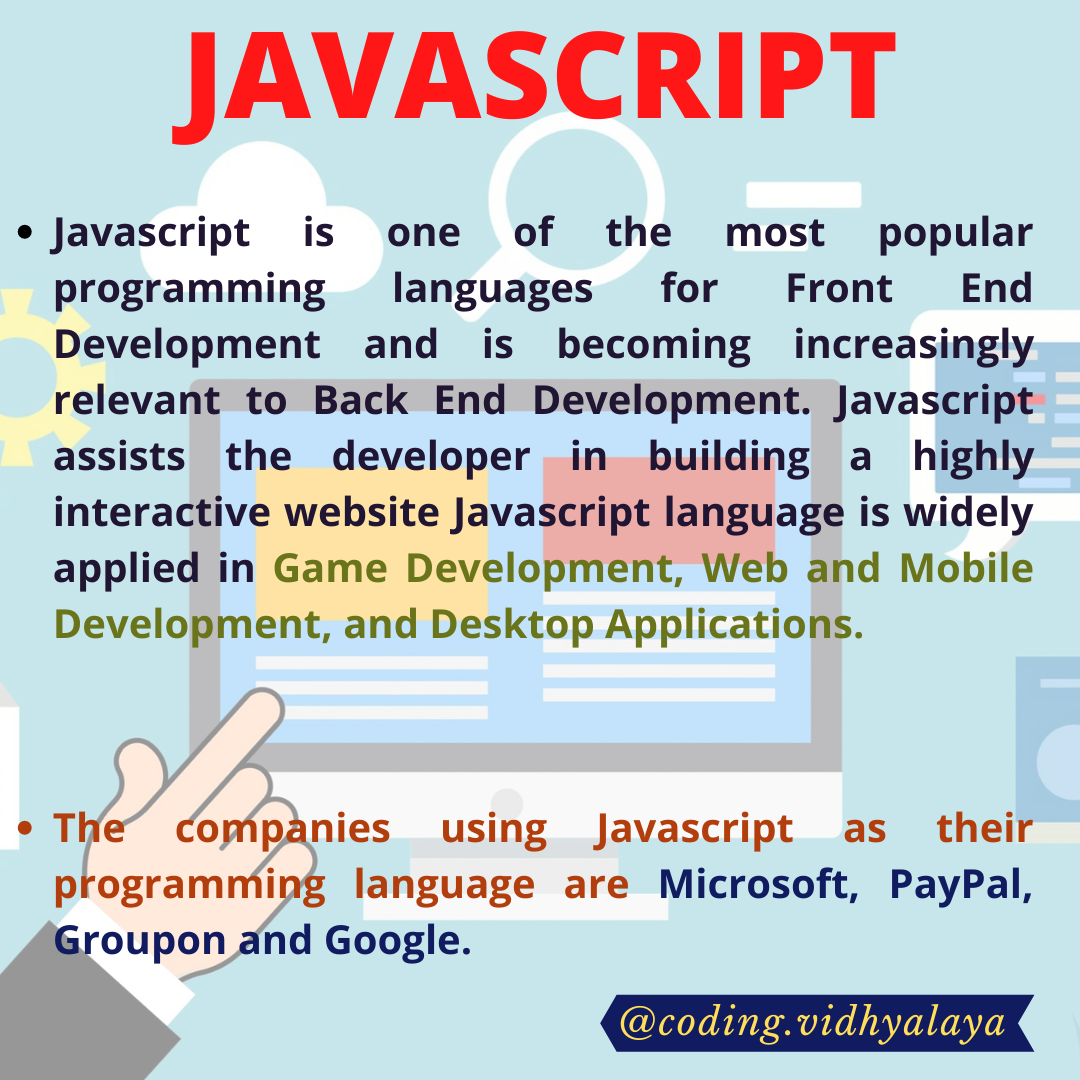 JAVASCRIPT
• Javascript is one of the most popular
programming languages for Front End
Development and is becoming increasingly
relevant to Back End Development. Javascript
assists the developer in building a highly
interactive website Javascript language is widely
applied in Game Development, Web and Mobile
Development, and Desktop Applications.
• The companies using Javascript as their
programming language are Microsoft, PayPal,
Groupon and Google.
@coding.vidhyalaya